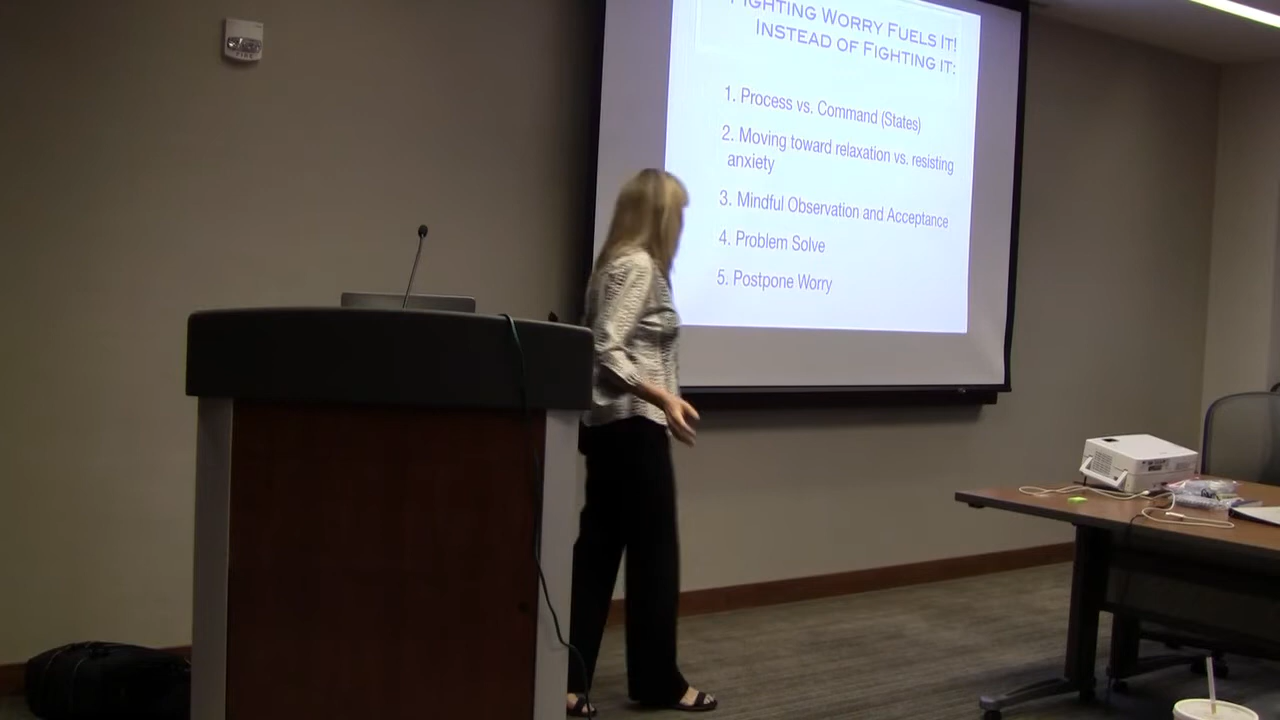 FIGHTING WORRY FUELS IT!
INSTEAD OF FIGHTING IT:
1. Process vs. Command (States)
2. Moving toward relaxation vs. resisting
anxiety
3. Mindful Observation and Acceptance
4. Problem Solve
5. Postpone Worry
FIRE